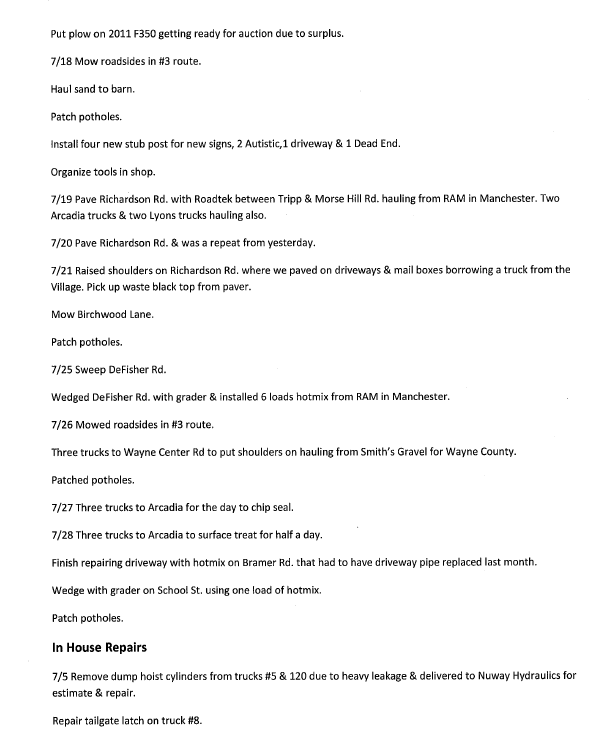 Put plow on 2011 F350 getting ready for auction due to surplus.
7/18 Mow roadsides in #3 route.
Haul sand to barn.
Patch potholes.
Install four new stub post for new signs, 2 Autistic,1 driveway & 1 Dead End.
Organize tools in shop.
7/19 Pave Richardson Rd. with Roadtek between Tripp & Morse Hill Rd. hauling from RAM in Manchester. Two
Arcadia trucks & two Lyons trucks hauling also.
7/20 Pave Richardson Rd. & was a repeat from yesterday.
7/21 Raised shoulders on Richardson Rd. where we paved on driveways & mail boxes borrowing a truck from the
Village. Pick up waste black top from paver.
Mow Birchwood Lane.
Patch potholes.
7/25 Sweep DeFisher Rd.
Wedged DeFisher Rd. with grader & installed 6 loads hotmix from RAM in Manchester.
7/26 Mowed roadsides in #3 route.
Three trucks to Wayne Center Rd to put shoulders on hauling from Smith's Gravel for Wayne County.
Patched potholes.
7/27 Three trucks to Arcadia for the day to chip seal.
7/28 Three trucks to Arcadia to surface treat for half a day.
Finish repairing driveway with hotmix on Bramer Rd. that had to have driveway pipe replaced last month.
Wedge with grader on School St. using one load of hotmix.
Patch potholes.
In House Repairs
7/5 Remove dump hoist cylinders from trucks #5 & 120 due to heavy leakage & delivered to Nuway Hydraulics for
estimate & repair.
Repair tailgate latch on truck #8.